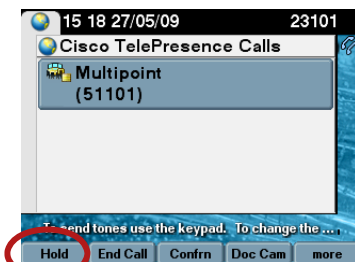 15 18 27/05/09 23101
Cisco TelePresence Calls
Multipoint
(51101)
To send tones use the keypad. To change the ...
Hold End Call Confrn Doc Cam more